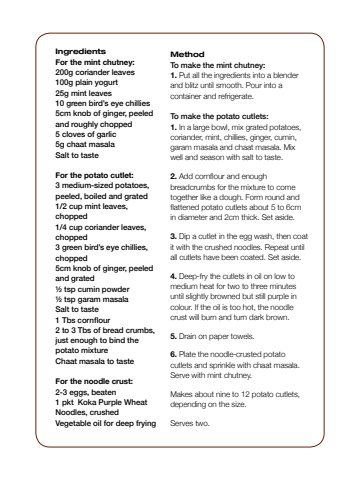 Ingredients
For the mint chutney:
200g coriander leaves
100g plain yogurt
25g mint leaves
10 green bird's eye chillies
5cm knob of ginger, peeled
and roughly chopped
5 cloves of garlic
5g chaat masala
Salt to taste
For the potato cutlet:
3 medium-sized potatoes,
peeled, boiled and grated
1/2 cup mint leaves,
chopped
1/4 cup coriander leaves,
chopped
3 green bird's eye chillies,
chopped
5cm knob of ginger, peeled
and grated
½ tsp cumin powder
½ tsp garam masala
Salt to taste
1 Tbs cornflour
2 to 3 Tbs of bread crumbs,
just enough to bind the
potato mixture
Chaat masala to taste
For the noodle crust:
2-3 eggs, beaten
1 pkt Koka Purple Wheat
Noodles, crushed
Vegetable oil for deep frying
Method
To make the mint chutney:
1. Put all the ingredients into a blender
and blitz until smooth. Pour into a
container and refrigerate.
To make the potato cutlets:
1. In a large bowl, mix grated potatoes,
coriander, mint, chillies, ginger, cumin,
garam masala and chaat masala. Mix
well and season with salt to taste.
2. Add cornflour and enough
breadcrumbs for the mixture to come
together like a dough. Form round and
flattened potato cutlets about 5 to 6cm
in diameter and 2cm thick. Set aside.
3. Dip a cutlet in the egg wash, then coat
it with the crushed noodles. Repeat until
all cutlets have been coated. Set aside.
4. Deep-fry the cutlets in oil on low to
medium heat for two to three minutes
until slightly browned but still purple in
colour. If the oil is too hot, the noodle
crust will burn and turn dark brown.
5. Drain on paper towels.
6. Plate the noodle-crusted potato
cutlets and sprinkle with chaat masala.
Serve with mint chutney.
Makes about nine to 12 potato cutlets,
depending on the size.
Serves two.